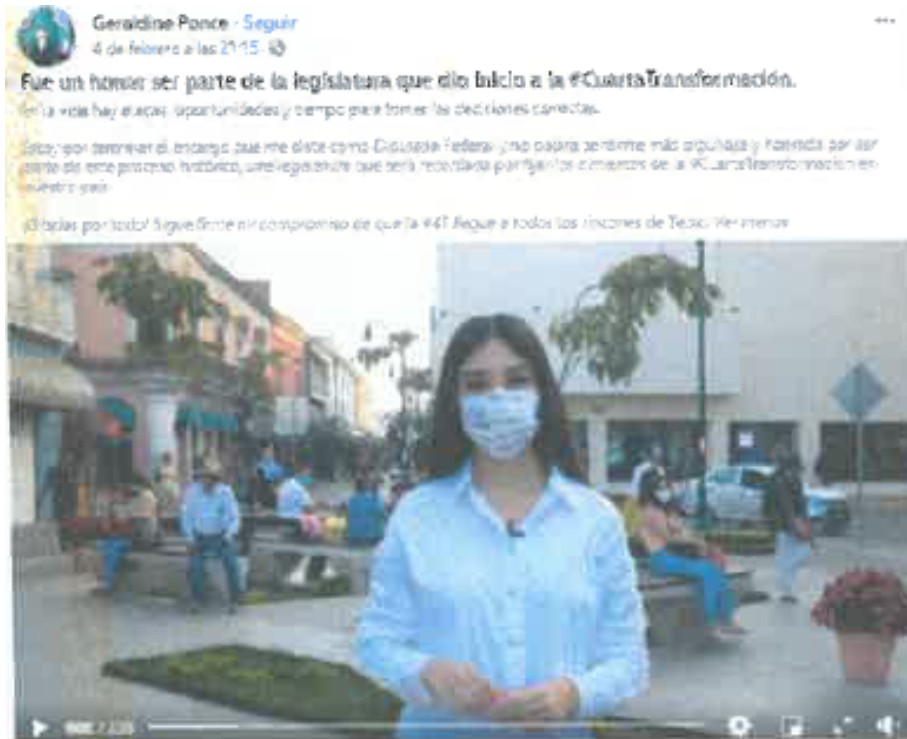 Geraldine Ponce · Seguir
4 de febrero a las 21:15 ·
Fue un honor ser parte de la legislatura que dio inicio a la #CuartaTransformación.
En la vida hay etapas, oportunidades y tiempo para tomar las decisiones correctas.
Estoy por terminar el encargo que me diste como Diputada Federal y no podría sentirme más orgullosa y honrada por ser
parte de este proceso histórico, una legislatura que será recordada por fijar los cimientos de la #CuartaTransformación en
nuestro país.
¡Gracias por todo! Sigue firme mi compromiso de que la #4T llegue a todos los rincones de Tepic. Ver menos